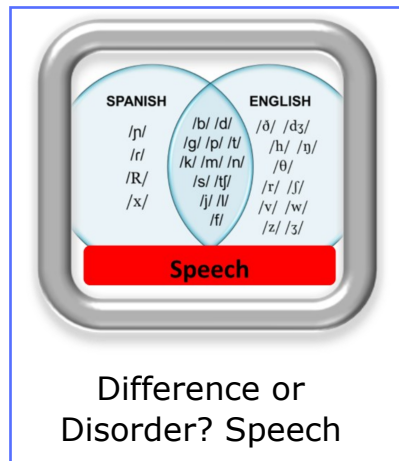 SPANISH
/ɲ/
/ɾ/
/R/
/x/
/b/ /d/
/g/ /p/ /t/
/k/ /m/ /n/
/s/ /tʃ/
/j/ /l/
/f/
ENGLISH
/ð/ /dʒ/
/h/ /ŋ/
/θ/
/r/ /ʃ/
/v/ /w/
/z/ /ʒ/
Speech
Difference or
Disorder? Speech